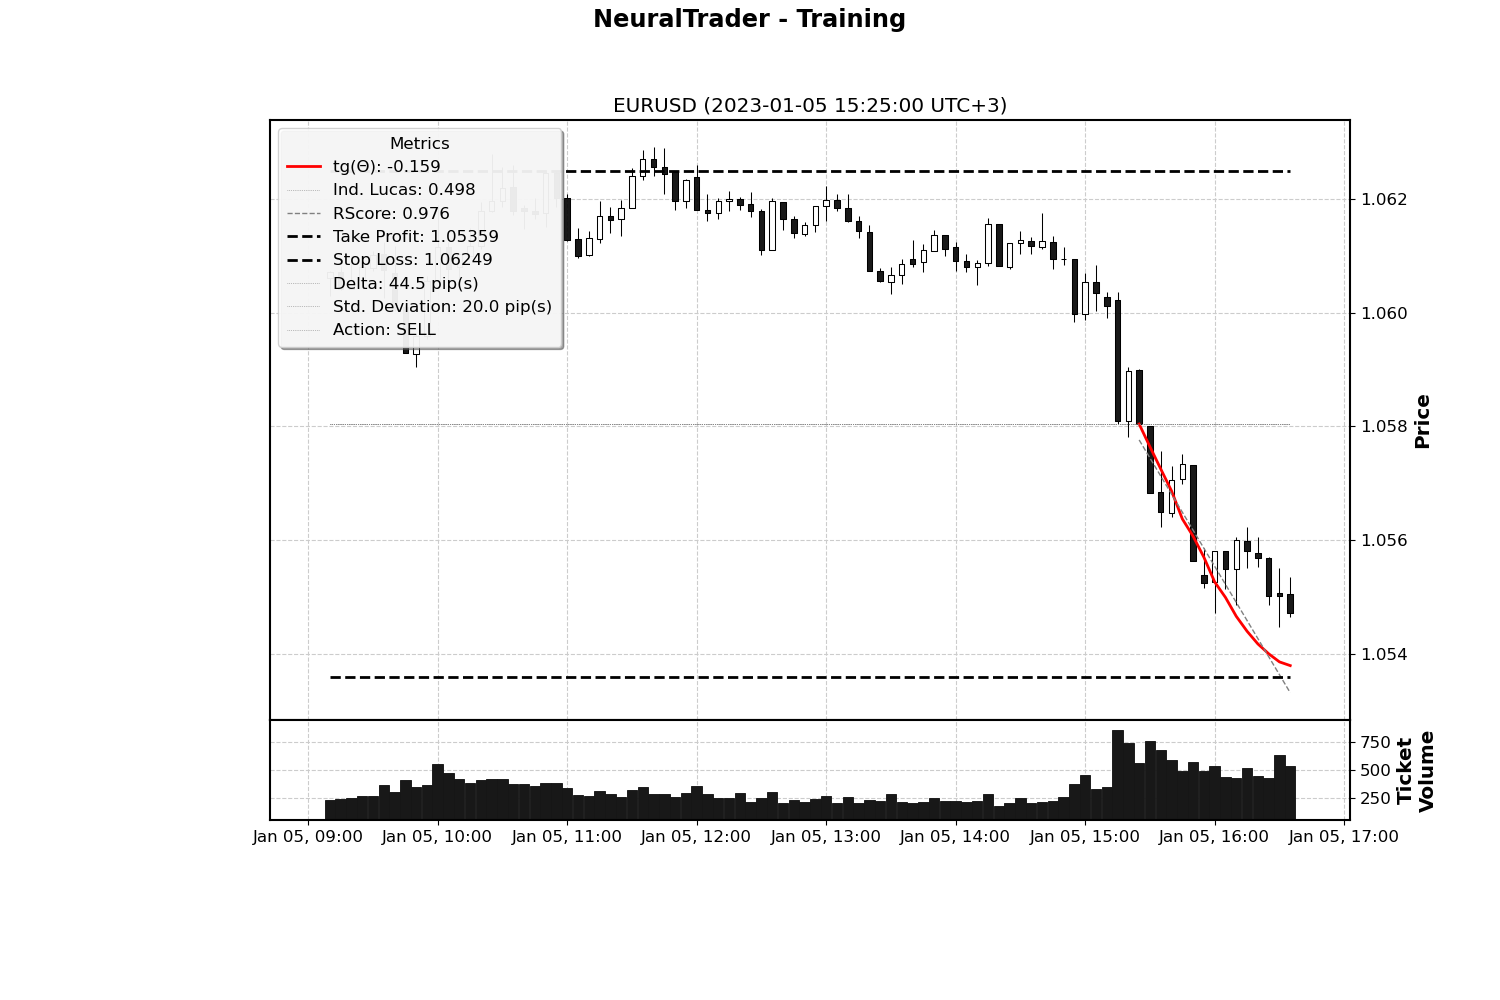 NeuralTrader - Training
EURUSD (2023-01-05 15:25:00 UTC+3)
Metrics
tg(Θ): -0.159
Ind. Lucas: 0.498
RScore: 0.976
Take Profit: 1.05359
Stop Loss: 1.06249
Delta: 44.5 pip(s)
Std. Deviation: 20.0 pip(s)
Action: SELL
1.062
1.060
1.058
1.056
1.054
Price
750
500
250
Ticket
Volume
Jan 05, 09:00
Jan 05, 10:00
Jan 05, 11:00
Jan 05, 12:00
Jan 05, 13:00
Jan 05, 14:00
Jan 05, 15:00
Jan 05, 16:00
Jan 05, 17:00